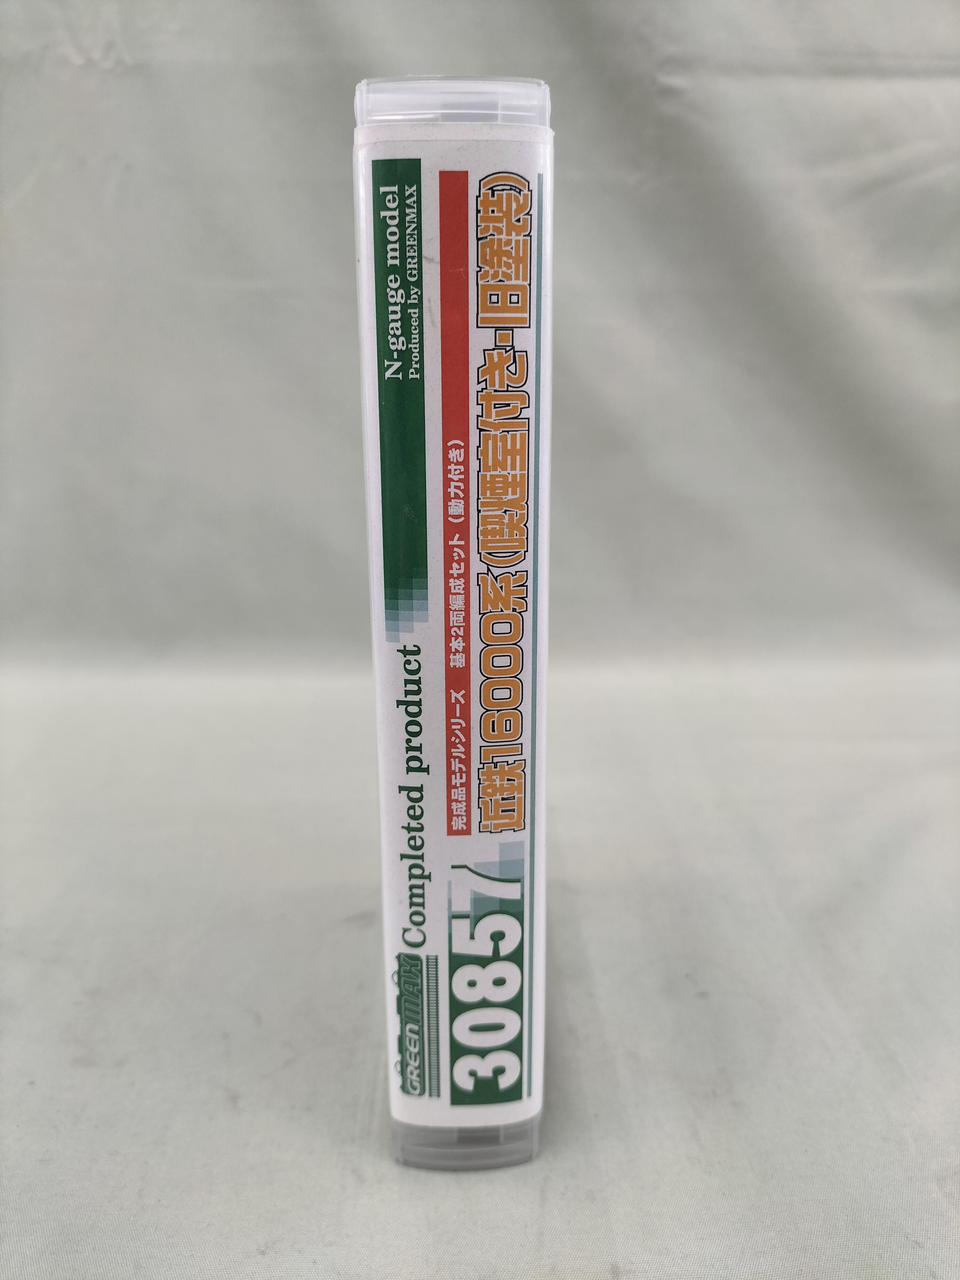 N-gauge model
Produced by GREENMAX
GREENMAX Completed product
完成品モデルシリーズ 基本2両編成セット（動力付き）
30857 近鉄16000系（喫煙室付き・旧塗装）